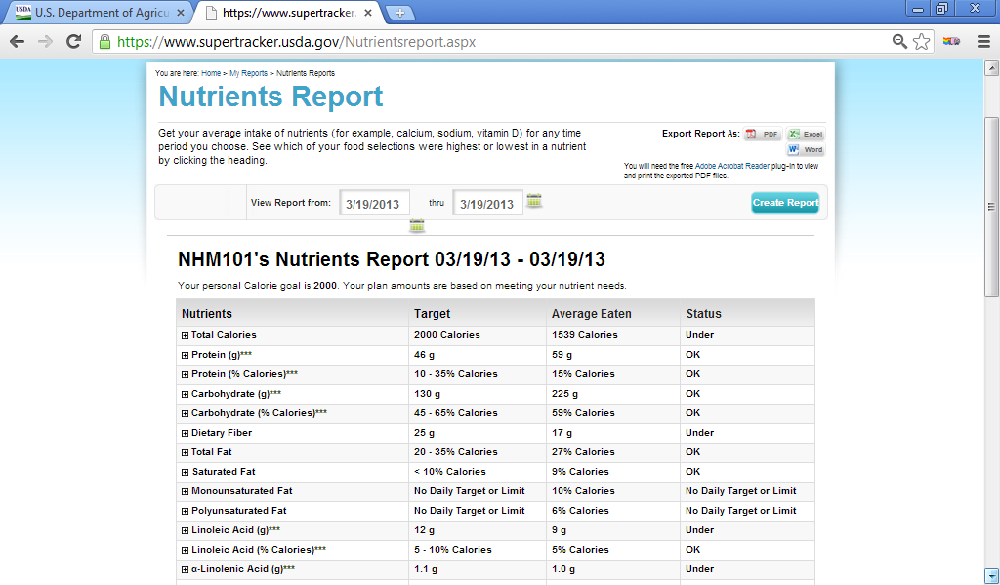 U.S. Department of Agricu
https://www.supertracker.
https://www.supertracker.usda.gov/Nutrientsreport.aspx
You are here: Home > My Reports > Nutrients Reports
Nutrients Report
Get your average intake of nutrients (for example, calcium, sodium, vitamin D) for any time
period you choose. See which of your food selections were highest or lowest in a nutrient
by clicking the heading.
Export Report As: PDF Excel
Word
You will need the free Adobe Acrobat Reader plug-in to view
and print the exported PDF files.
View Report from: 3/19/2013 thru 3/19/2013 Create Report
NHM101's Nutrients Report 03/19/13 - 03/19/13
Your personal Calorie goal is 2000. Your plan amounts are based on meeting your nutrient needs.
Nutrients Target Average Eaten Status
Total Calories 2000 Calories 1539 Calories Under
Protein (g)*** 46 g 59 g OK
Protein (% Calories)*** 10 - 35% Calories 15% Calories OK
Carbohydrate (g)*** 130 g 225 g OK
Carbohydrate (% Calories)*** 45 - 65% Calories 59% Calories OK
Dietary Fiber 25 g 17 g Under
Total Fat 20 - 35% Calories 27% Calories OK
Saturated Fat < 10% Calories 9% Calories OK
Monounsaturated Fat No Daily Target or Limit 10% Calories No Daily Target or Limit
Polyunsaturated Fat No Daily Target or Limit 6% Calories No Daily Target or Limit
Linoleic Acid (g)*** 12 g 9 g Under
Linoleic Acid (% Calories)*** 5 - 10% Calories 5% Calories OK
α-Linolenic Acid (g)*** 1.1 g 1.0 g Under